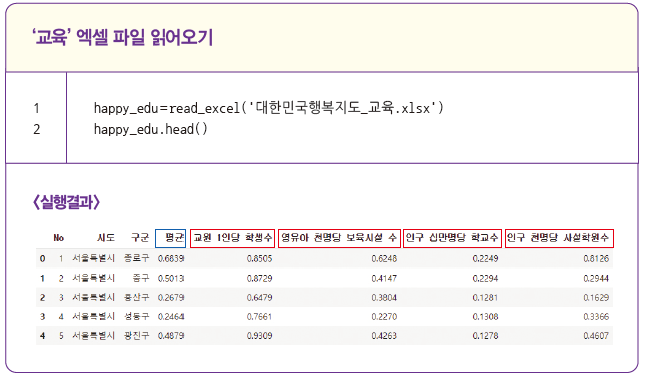 ‘교육’ 엑셀 파일 읽어오기
1 happy_edu=read_excel('대한민국행복지도_교육.xlsx')
2 happy_edu.head()
<실행결과>
No 시도 구군 평균 교원 1인당 학생수 영유아 천명당 보육시설 수 인구 십만명당 학교수 인구 천명당 사설학원수
0 1 서울특별시 종로구 0.6839 0.8505 0.6248 0.2249 0.8126
1 2 서울특별시 중구 0.5013 0.8729 0.4147 0.2294 0.2944
2 3 서울특별시 용산구 0.2679 0.6479 0.3804 0.1281 0.1629
3 4 서울특별시 성동구 0.2464 0.7661 0.2270 0.1308 0.3366
4 5 서울특별시 광진구 0.4879 0.9309 0.4263 0.1278 0.4607